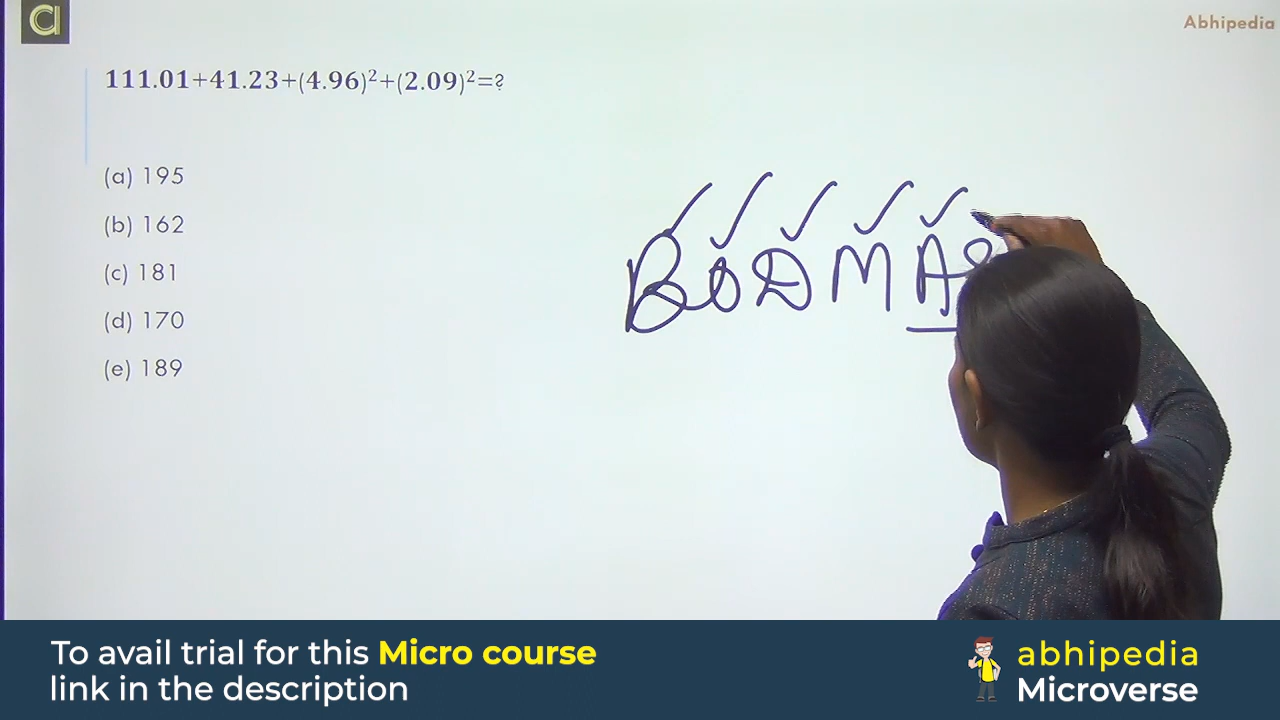 Abhipedia
111.01+41.23+(4.96)²+(2.09)²=?
(a) 195
(b) 162
(c) 181
(d) 170
(e) 189
BODMAS
To avail trial for this Micro course
link in the description
abhipedia
Microverse